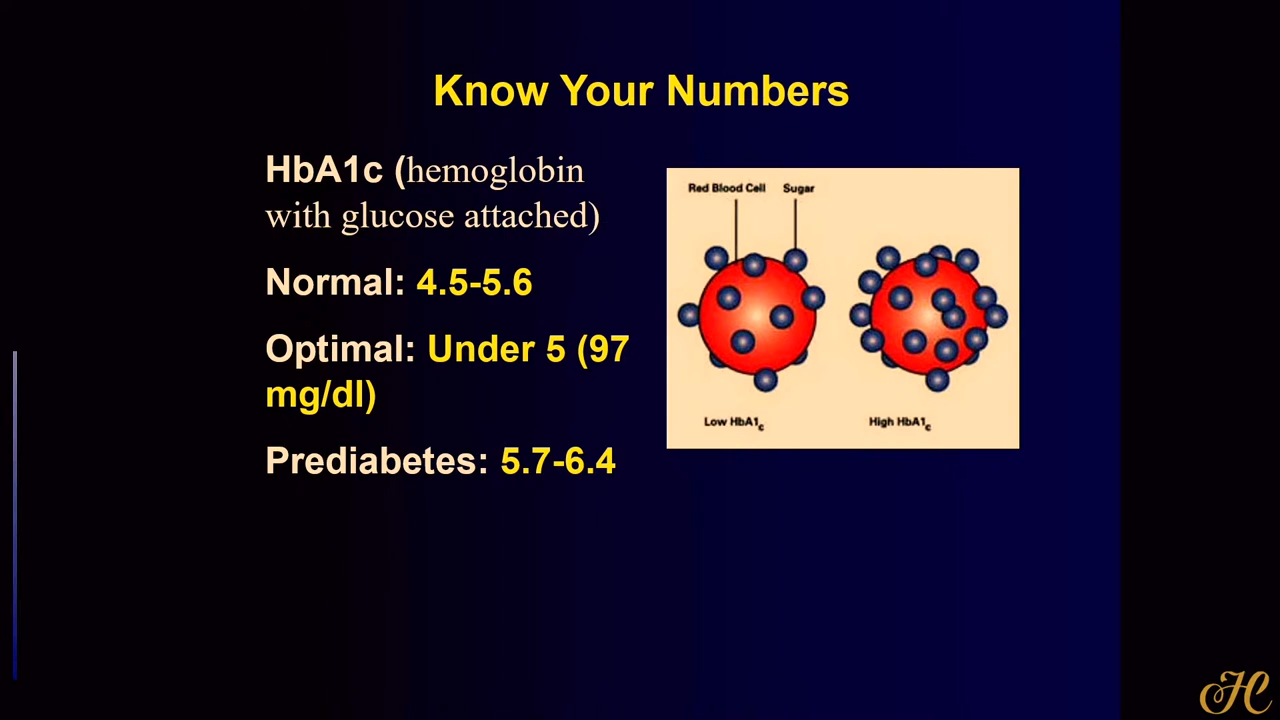 Know Your Numbers
HbA1c (hemoglobin
with glucose attached)
Normal: 4.5-5.6
Optimal: Under 5 (97
mg/dl)
Prediabetes: 5.7-6.4
Red Blood Cell Sugar
Low HbA1c High HbA1c
HC